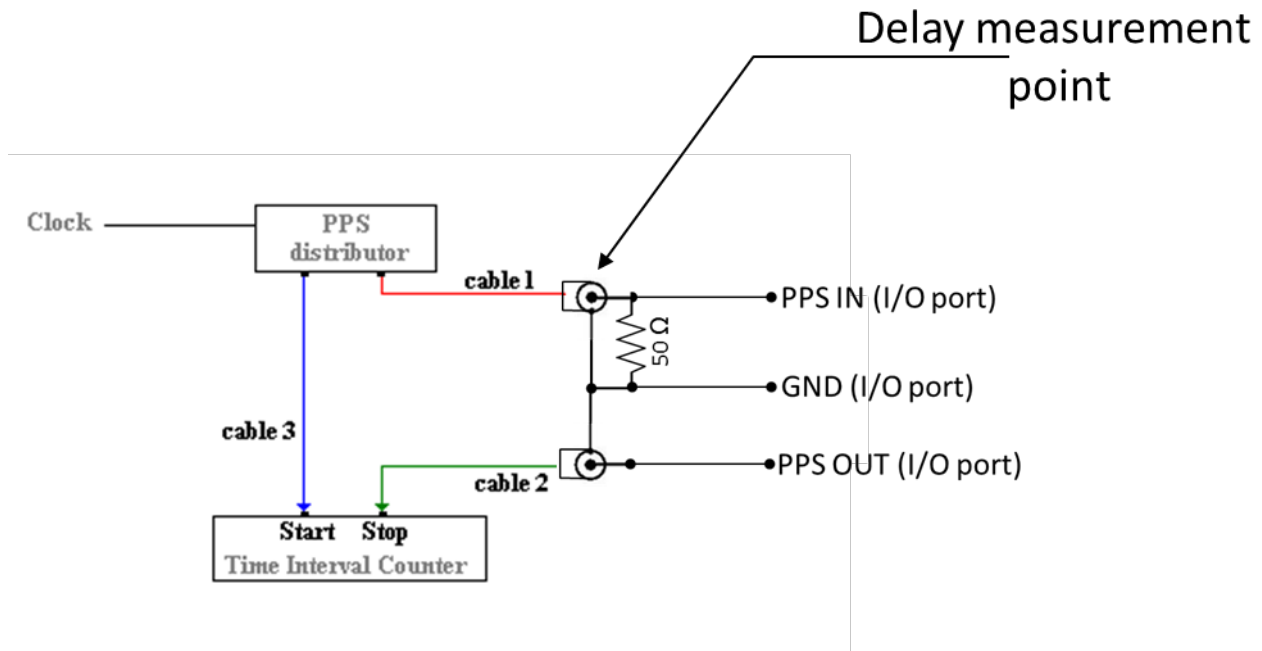 Delay measurement
point
Clock
PPS
distributor
cable 1
PPS IN (I/O port)
50 Ω
GND (I/O port)
cable 3
PPS OUT (I/O port)
cable 2
Start Stop
Time Interval Counter